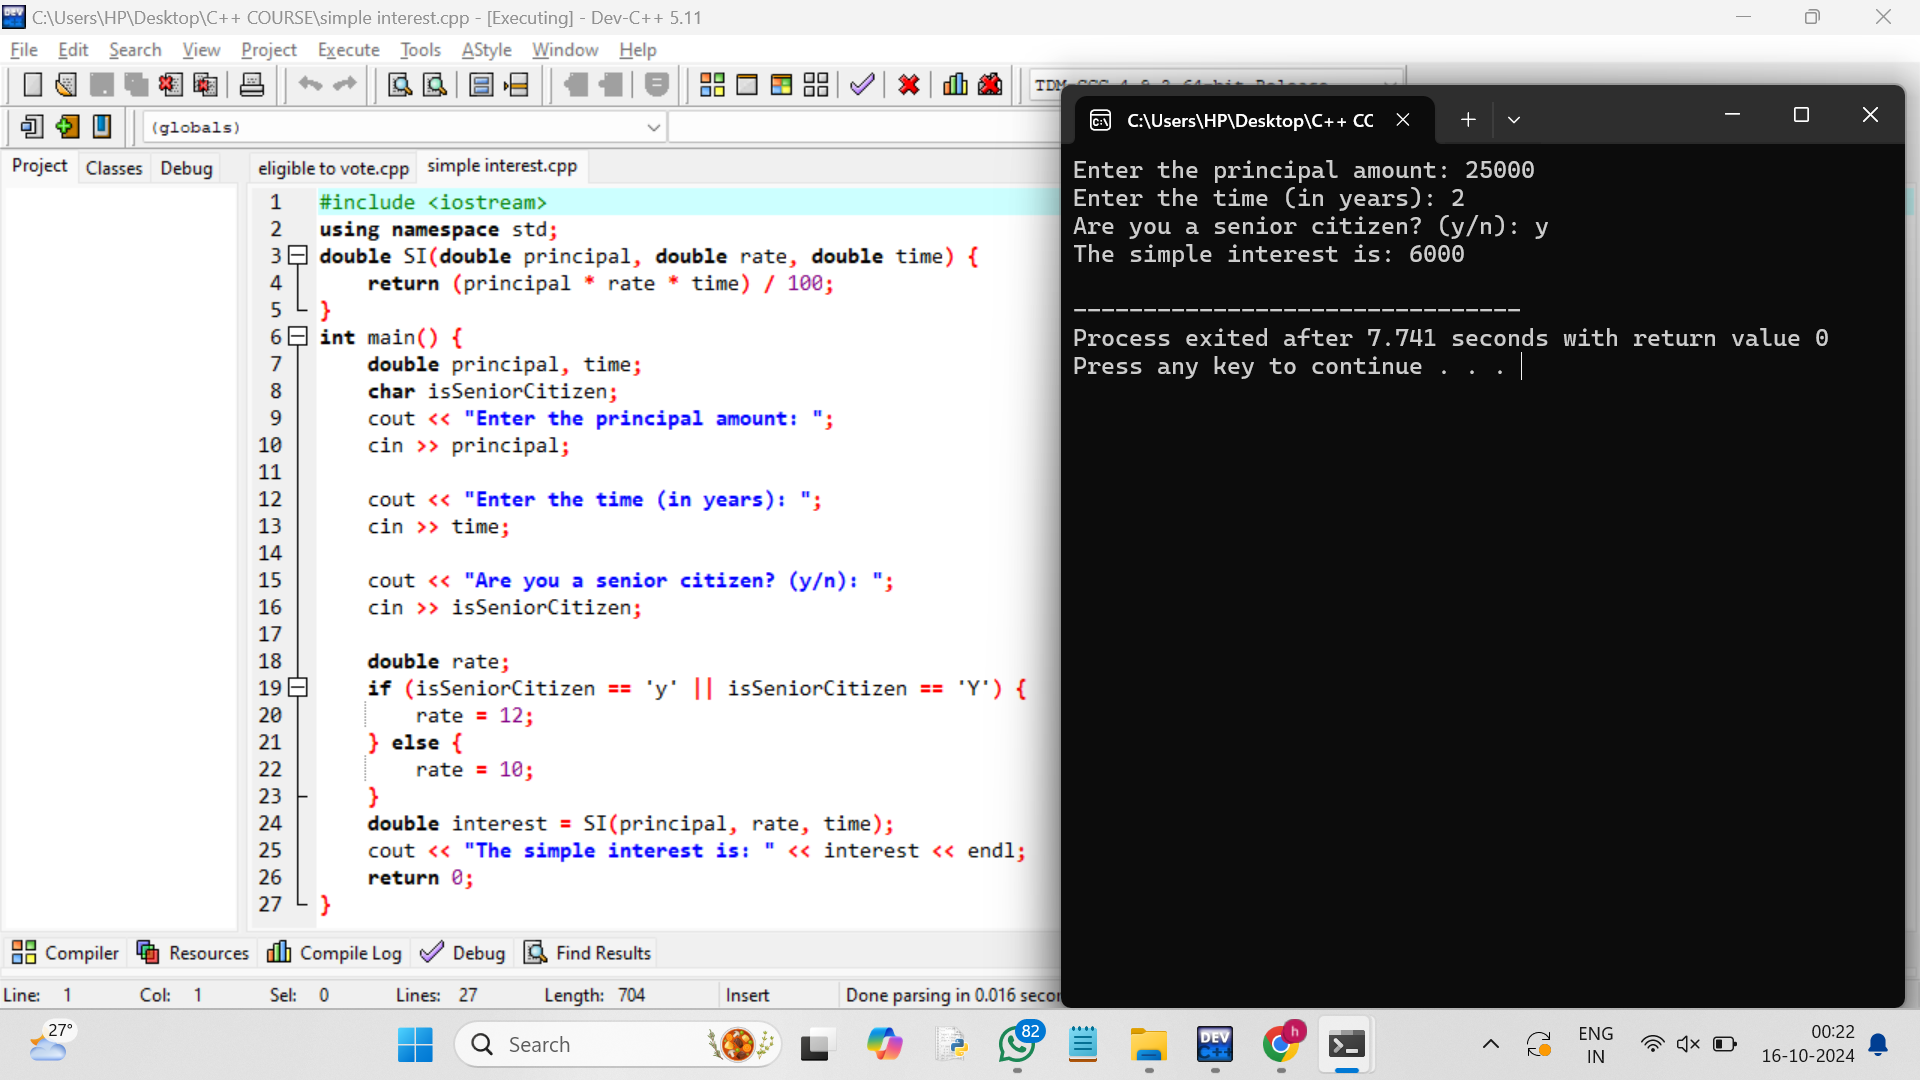 C:\Users\HP\Desktop\C++ COURSE\simple interest.cpp - [Executing] - Dev-C++ 5.11
File Edit Search View Project Execute Tools AStyle Window Help
(globals)
Project Classes Debug
eligible to vote.cpp simple interest.cpp
1 #include <iostream>
2 using namespace std;
3 double SI(double principal, double rate, double time) {
4 return (principal * rate * time) / 100;
5 }
6 int main() {
7 double principal, time;
8 char isSeniorCitizen;
9 cout << "Enter the principal amount: ";
10 cin >> principal;
11
12 cout << "Enter the time (in years): ";
13 cin >> time;
14
15 cout << "Are you a senior citizen? (y/n): ";
16 cin >> isSeniorCitizen;
17
18 double rate;
19 if (isSeniorCitizen == 'y' || isSeniorCitizen == 'Y') {
20 rate = 12;
21 } else {
22 rate = 10;
23 }
24 double interest = SI(principal, rate, time);
25 cout << "The simple interest is: " << interest << endl;
26 return 0;
27 }
C:\Users\HP\Desktop\C++ CC
Enter the principal amount: 25000
Enter the time (in years): 2
Are you a senior citizen? (y/n): y
The simple interest is: 6000
--------------------------------
Process exited after 7.741 seconds with return value 0
Press any key to continue . . .
Compiler Resources Compile Log Debug Find Results
Line: 1 Col: 1 Sel: 0 Lines: 27 Length: 704 Insert Done parsing in 0.016
27°
Search
82
DEV C++
h
ENG
IN
00:22
16-10-2024